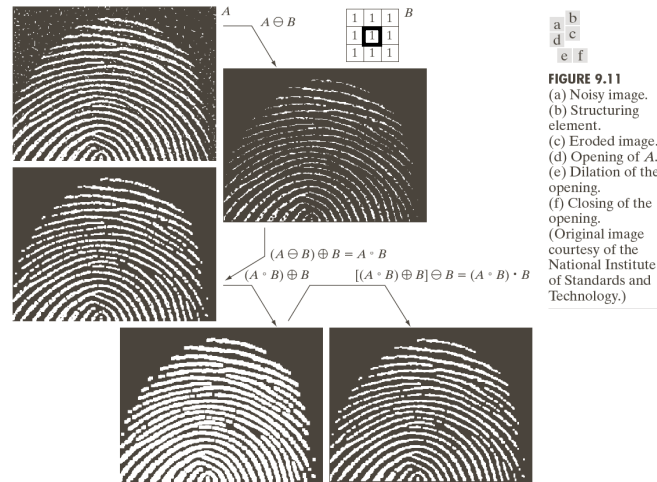 A
A ⊖ B
1 1 1 B
1 1 1
1 1 1
(A ⊖ B) ⊕ B = A ∘ B
(A ∘ B) ⊕ B
[(A ∘ B) ⊕ B] ⊖ B = (A ∘ B) • B
a b
d c
e f
FIGURE 9.11
(a) Noisy image.
(b) Structuring
element.
(c) Eroded image.
(d) Opening of A.
(e) Dilation of the
opening.
(f) Closing of the
opening.
(Original image
courtesy of the
National Institute
of Standards and
Technology.)